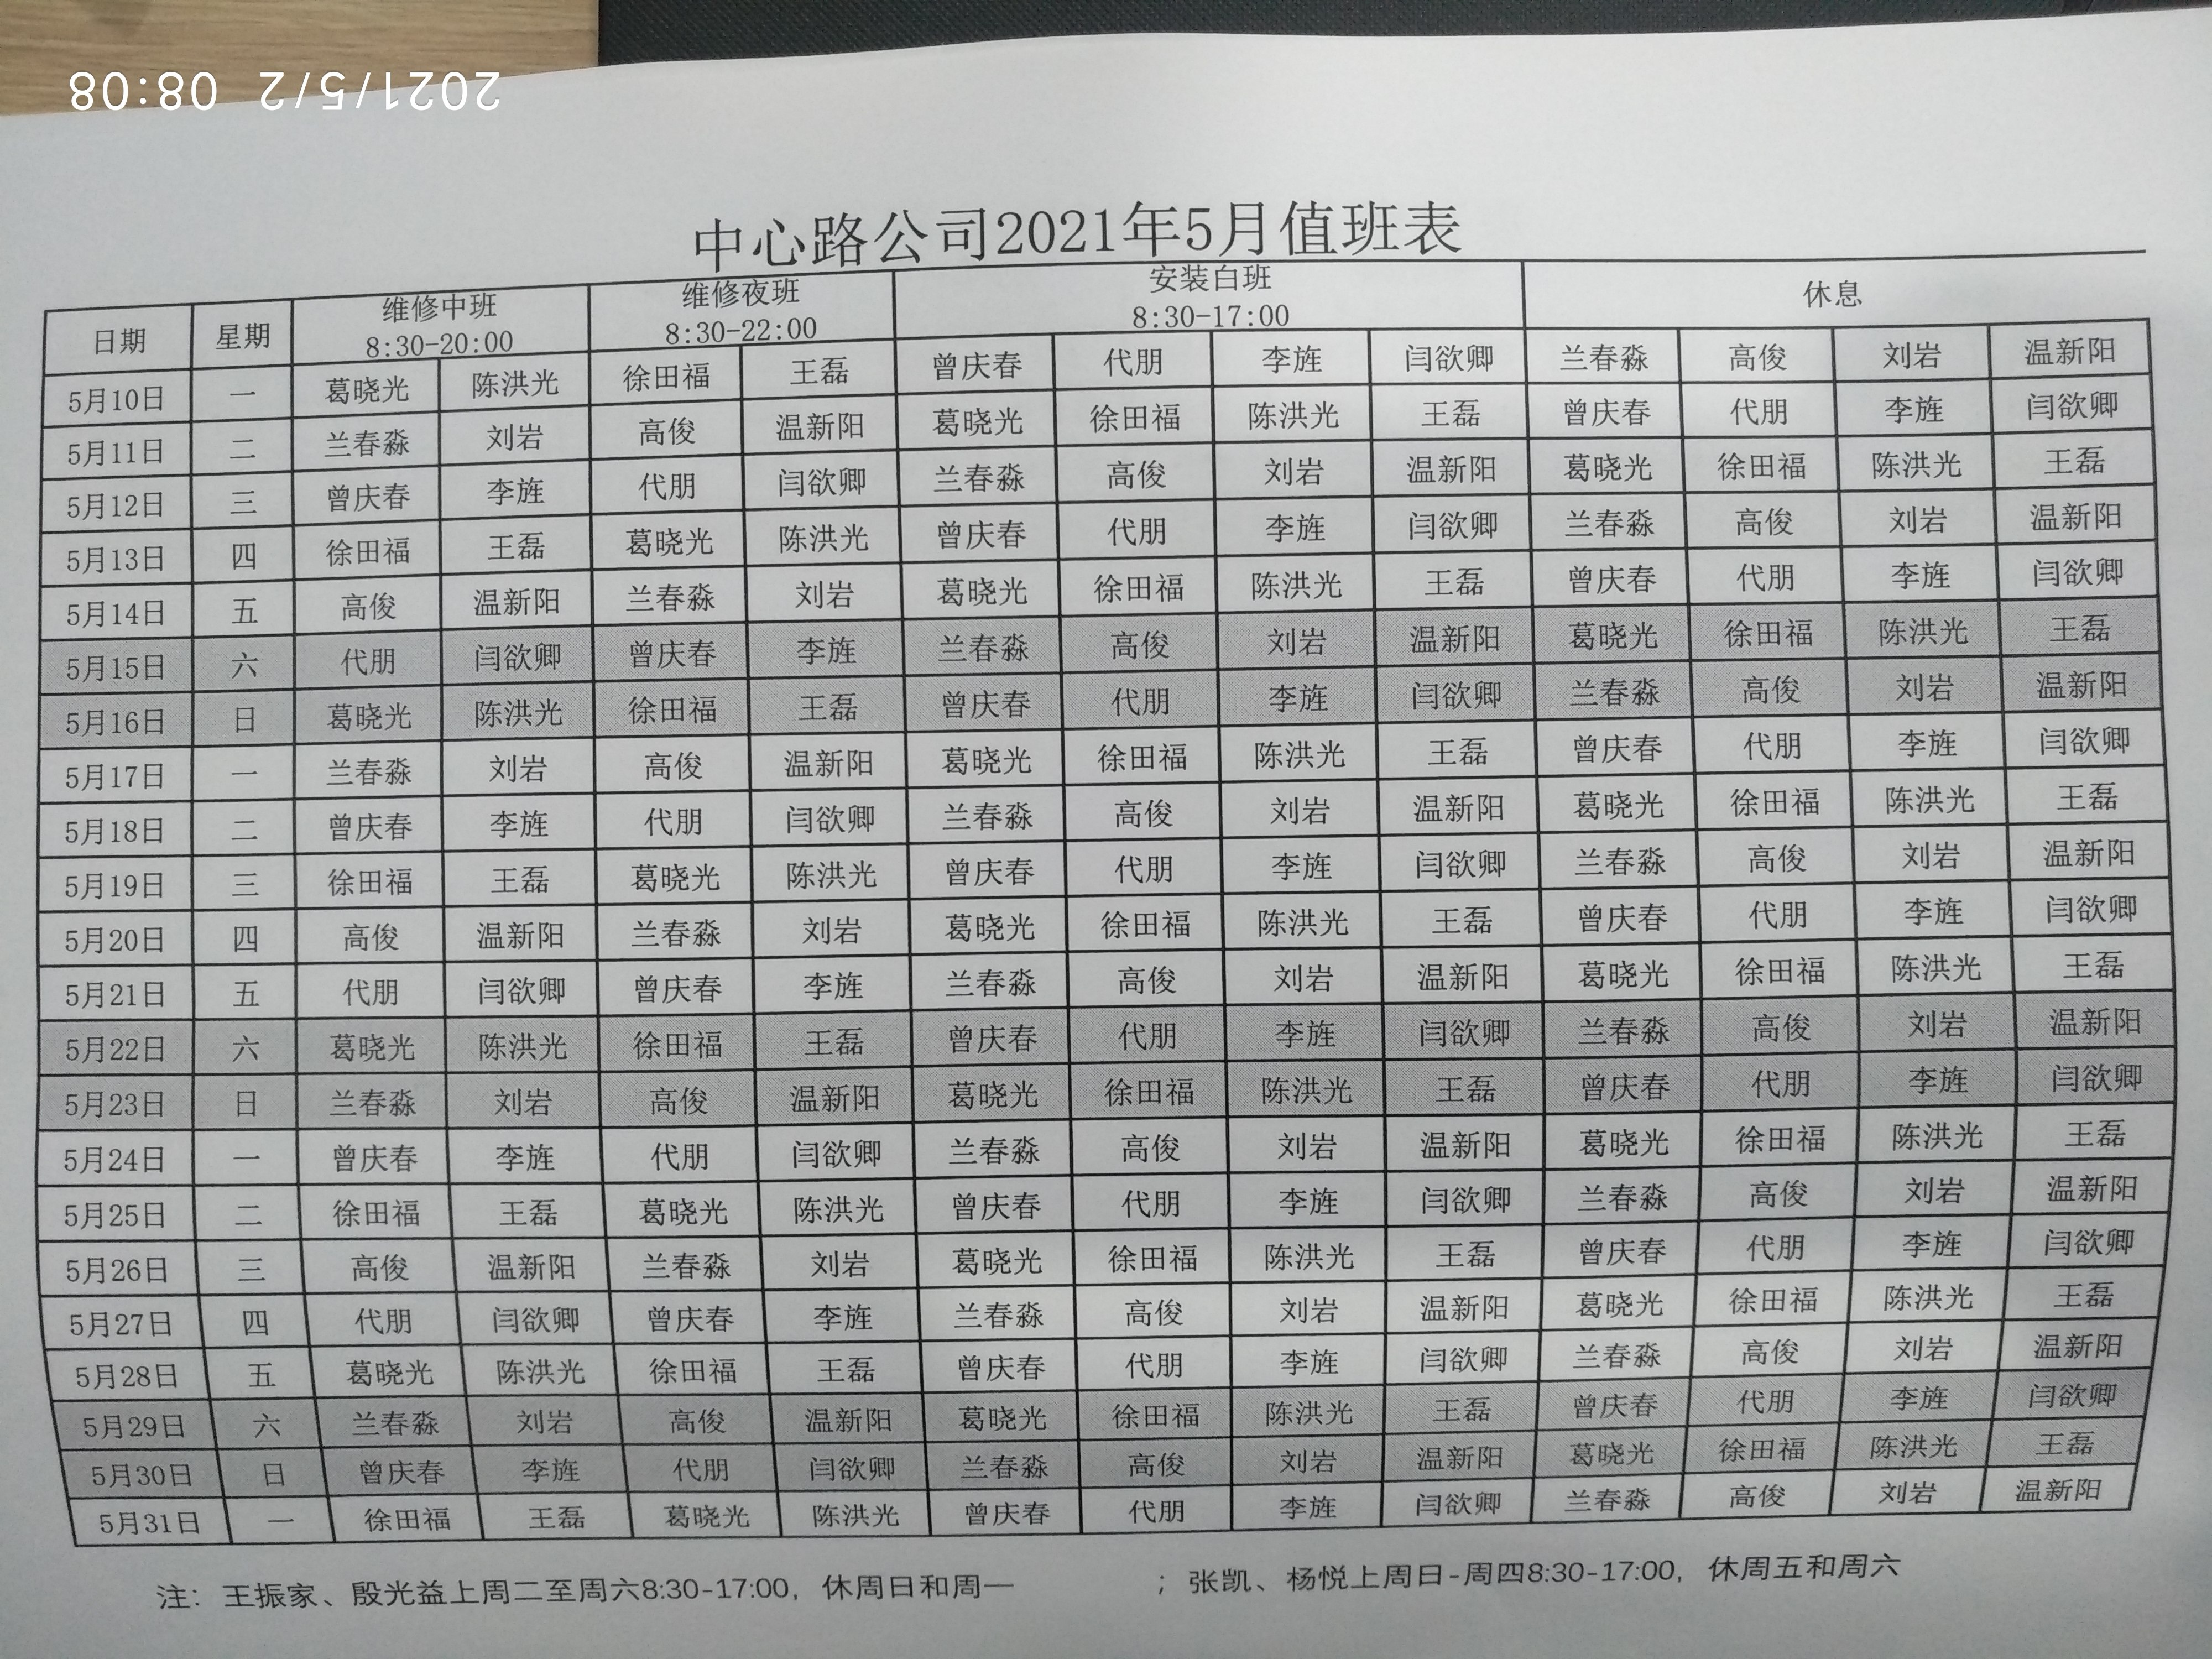 2021/5/2 08:08
中心路公司2021年5月值班表
日期 星期 维修中班 8:30-20:00 维修夜班 8:30-22:00 安装白班 8:30-17:00 休息
5月10日 一 葛晓光 陈洪光 徐田福 王磊 曾庆春 代朋 李旌 闫欲卿 兰春淼 高俊 刘岩 温新阳
5月11日 二 兰春淼 刘岩 高俊 温新阳 葛晓光 徐田福 陈洪光 王磊 曾庆春 代朋 李旌 闫欲卿
5月12日 三 曾庆春 李旌 代朋 闫欲卿 兰春淼 高俊 刘岩 温新阳 葛晓光 徐田福 陈洪光 王磊
5月13日 四 徐田福 王磊 葛晓光 陈洪光 曾庆春 代朋 李旌 闫欲卿 兰春淼 高俊 刘岩 温新阳
5月14日 五 高俊 温新阳 兰春淼 刘岩 葛晓光 徐田福 陈洪光 王磊 曾庆春 代朋 李旌 闫欲卿
5月15日 六 代朋 闫欲卿 曾庆春 李旌 兰春淼 高俊 刘岩 温新阳 葛晓光 徐田福 陈洪光 王磊
5月16日 日 葛晓光 陈洪光 徐田福 王磊 曾庆春 代朋 李旌 闫欲卿 兰春淼 高俊 刘岩 温新阳
5月17日 一 兰春淼 刘岩 高俊 温新阳 葛晓光 徐田福 陈洪光 王磊 曾庆春 代朋 李旌 闫欲卿
5月18日 二 曾庆春 李旌 代朋 闫欲卿 兰春淼 高俊 刘岩 温新阳 葛晓光 徐田福 陈洪光 王磊
5月19日 三 徐田福 王磊 葛晓光 陈洪光 曾庆春 代朋 李旌 闫欲卿 兰春淼 高俊 刘岩 温新阳
5月20日 四 高俊 温新阳 兰春淼 刘岩 葛晓光 徐田福 陈洪光 王磊 曾庆春 代朋 李旌 闫欲卿
5月21日 五 代朋 闫欲卿 曾庆春 李旌 兰春淼 高俊 刘岩 温新阳 葛晓光 徐田福 陈洪光 王磊
5月22日 六 葛晓光 陈洪光 徐田福 王磊 曾庆春 代朋 李旌 闫欲卿 兰春淼 高俊 刘岩 温新阳
5月23日 日 兰春淼 刘岩 高俊 温新阳 葛晓光 徐田福 陈洪光 王磊 曾庆春 代朋 李旌 闫欲卿
5月24日 一 曾庆春 李旌 代朋 闫欲卿 兰春淼 高俊 刘岩 温新阳 葛晓光 徐田福 陈洪光 王磊
5月25日 二 徐田福 王磊 葛晓光 陈洪光 曾庆春 代朋 李旌 闫欲卿 兰春淼 高俊 刘岩 温新阳
5月26日 三 高俊 温新阳 兰春淼 刘岩 葛晓光 徐田福 陈洪光 王磊 曾庆春 代朋 李旌 闫欲卿
5月27日 四 代朋 闫欲卿 曾庆春 李旌 兰春淼 高俊 刘岩 温新阳 葛晓光 徐田福 陈洪光 王磊
5月28日 五 葛晓光 陈洪光 徐田福 王磊 曾庆春 代朋 李旌 闫欲卿 兰春淼 高俊 刘岩 温新阳
5月29日 六 兰春淼 刘岩 高俊 温新阳 葛晓光 徐田福 陈洪光 王磊 曾庆春 代朋 李旌 闫欲卿
5月30日 日 曾庆春 李旌 代朋 闫欲卿 兰春淼 高俊 刘岩 温新阳 葛晓光 徐田福 陈洪光 王磊
5月31日 一 徐田福 王磊 葛晓光 陈洪光 曾庆春 代朋 李旌 闫欲卿 兰春淼 高俊 刘岩 温新阳
注：王振家、殷光益上周二至周六8:30-17:00，休周日和周一 ；张凯、杨悦上周日-周四8:30-17:00，休周五和周六